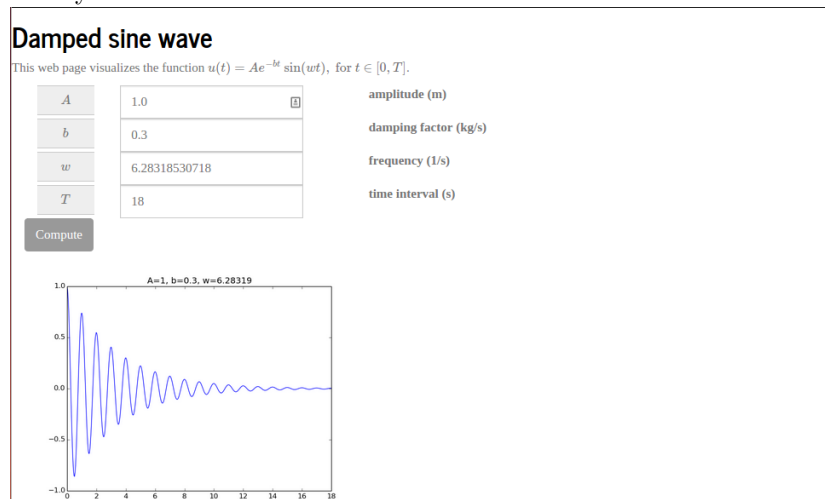 Damped sine wave
This web page visualizes the function u(t) = Ae^{-bt} sin(wt), for t ∈ [0, T].
A 1.0 amplitude (m)
b 0.3 damping factor (kg/s)
w 6.28318530718 frequency (1/s)
T 18 time interval (s)
Compute
A=1, b=0.3, w=6.28319
1.0
0.5
0.0
−0.5
−1.0
0 2 4 6 8 10 12 14 16 18